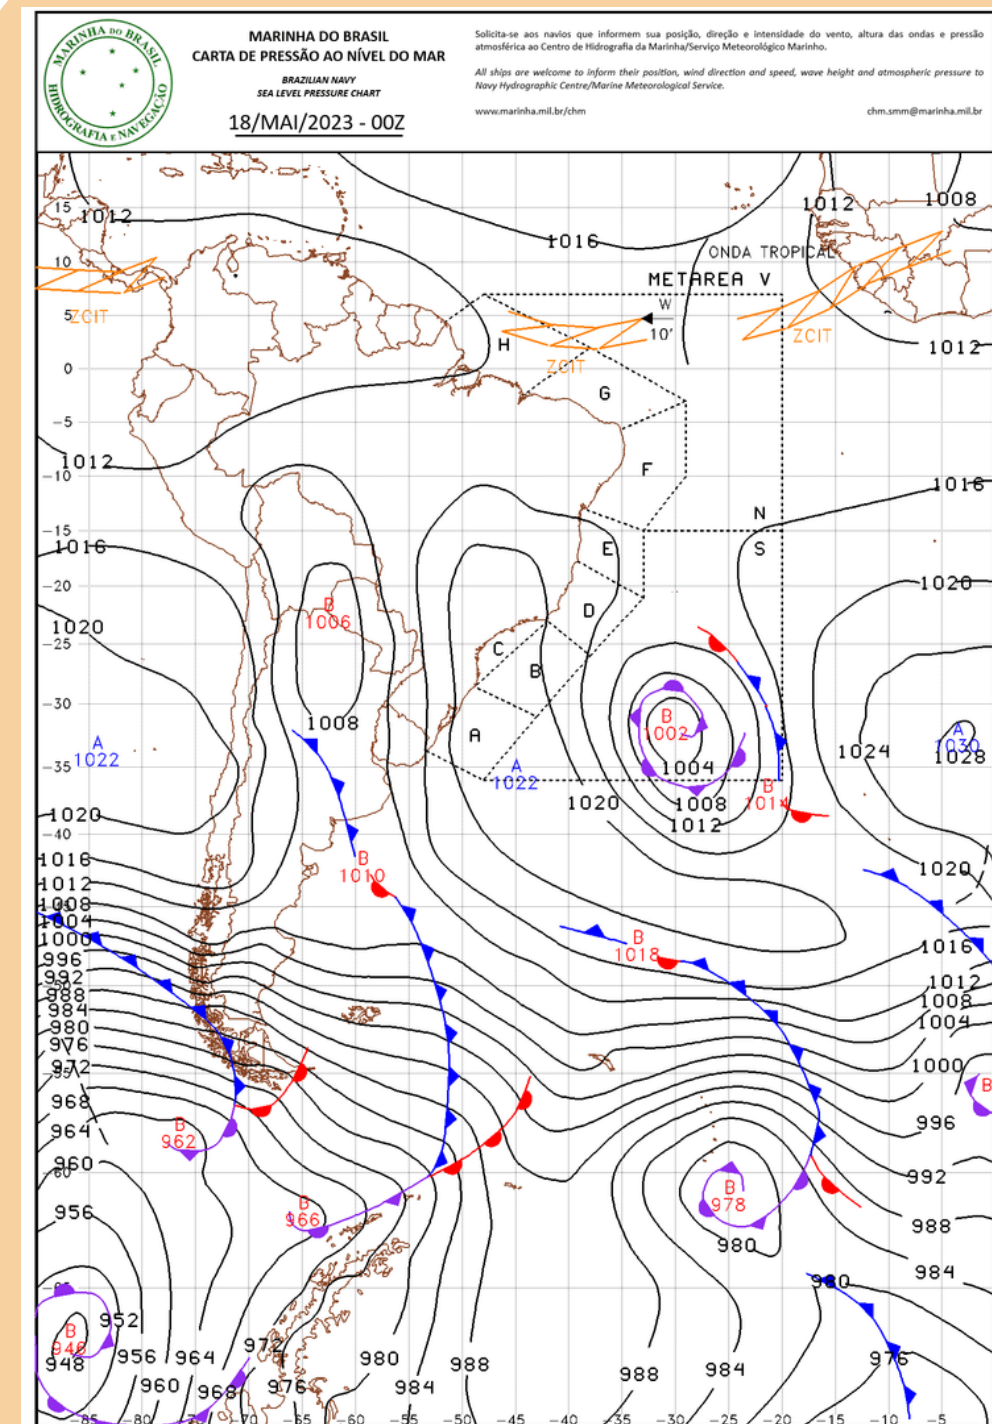 MARINHA DO BRASIL
HIDROGRAFIA E NAVEGAÇÃO
MARINHA DO BRASIL
CARTA DE PRESSÃO AO NÍVEL DO MAR
BRAZILIAN NAVY
SEA LEVEL PRESSURE CHART
18/MAI/2023 - 00Z
Solicita-se aos navios que informem sua posição, direção e intensidade do vento, altura das ondas e pressão
atmosférica ao Centro de Hidrografia da Marinha/Serviço Meteorológico Marinho.
All ships are welcome to inform their position, wind direction and speed, wave height and atmospheric pressure to
Navy Hydrographic Centre/Marine Meteorological Service.
www.marinha.mil.br/chm
chm.smm@marinha.mil.br
15
1012
1012
1008
1016
ONDA TROPICAL
10
METAREA V
W
10'
5
ZCIT
H
ZCIT
ZCIT
1012
0
G
-5
F
1012
-10
1016
N
-15
1016
E
S
-20
1020
B
1006
D
1020
-25
C
B
-30
1008
B
1002
A
A
1022
A
1022
1024
A
1030
1028
-35
1004
B
1014
1020
1008
1012
1020
-40
B
1010
1016
1012
1008
1004
1000
996
992
988
984
980
976
972
968
964
960
956
1020
B
1018
1016
1012
1008
1004
1000
B
996
992
988
984
B
962
-60
B
966
B
978
980
980
952
B
946
948
956
960
964
968
972
976
980
984
988
988
984
976
-85
-80
-75
-70
-65
-60
-55
-50
-45
-40
-35
-30
-25
-20
-15
-10
-5